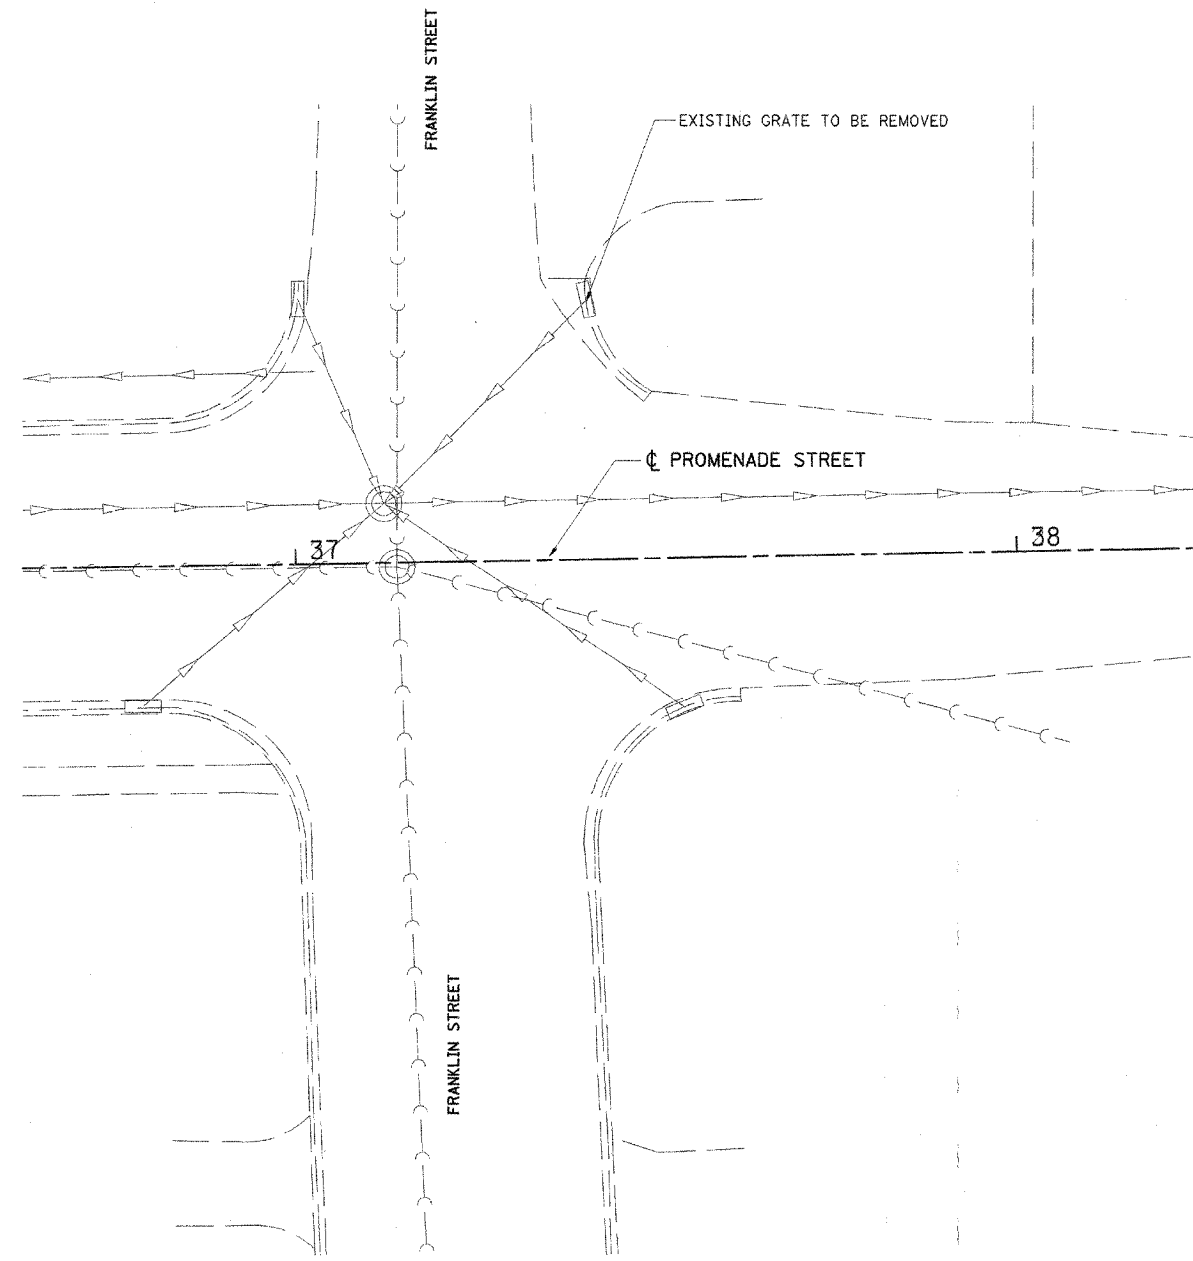 FRANKLIN STREET
EXISTING GRATE TO BE REMOVED
℄ PROMENADE STREET
37
38
FRANKLIN STREET